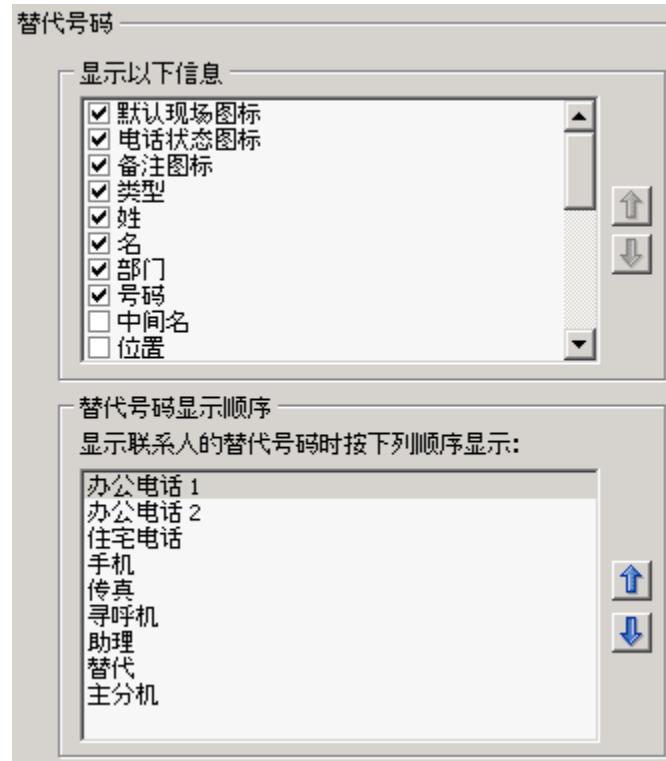 替代号码
显示以下信息
默认现场图标
电话状态图标
备注图标
类型
姓
名
部门
号码
中间名
位置
替代号码显示顺序
显示联系人的替代号码时按下列顺序显示:
办公电话 1
办公电话 2
住宅电话
手机
传真
寻呼机
助理
替代
主分机